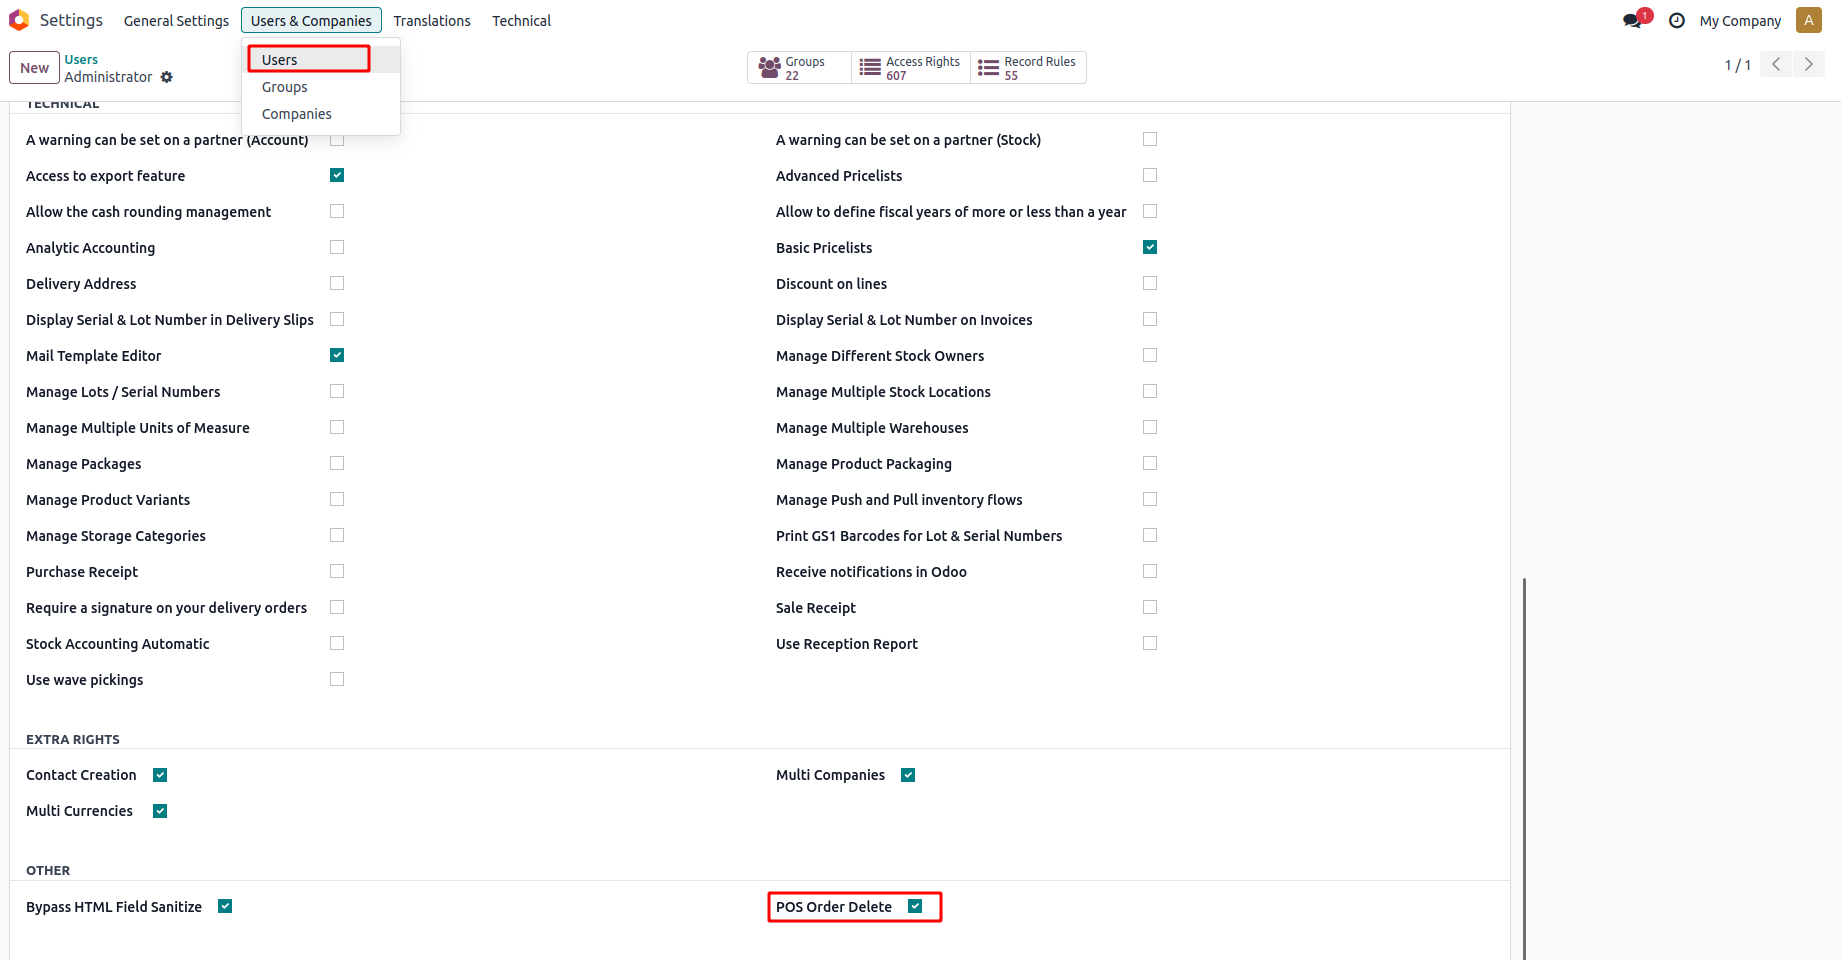 Settings General Settings Users & Companies Translations Technical 1 My Company A
New Users Administrator
Users
Groups
Companies
Groups 22 Access Rights 607 Record Rules 55 1 / 1
TECHNICAL
A warning can be set on a partner (Account) A warning can be set on a partner (Stock)
Access to export feature Advanced Pricelists
Allow the cash rounding management Allow to define fiscal years of more or less than a year
Analytic Accounting Basic Pricelists
Delivery Address Discount on lines
Display Serial & Lot Number in Delivery Slips Display Serial & Lot Number on Invoices
Mail Template Editor Manage Different Stock Owners
Manage Lots / Serial Numbers Manage Multiple Stock Locations
Manage Multiple Units of Measure Manage Multiple Warehouses
Manage Packages Manage Product Packaging
Manage Product Variants Manage Push and Pull inventory flows
Manage Storage Categories Print GS1 Barcodes for Lot & Serial Numbers
Purchase Receipt Receive notifications in Odoo
Require a signature on your delivery orders Sale Receipt
Stock Accounting Automatic Use Reception Report
Use wave pickings
EXTRA RIGHTS
Contact Creation Multi Companies
Multi Currencies
OTHER
Bypass HTML Field Sanitize POS Order Delete